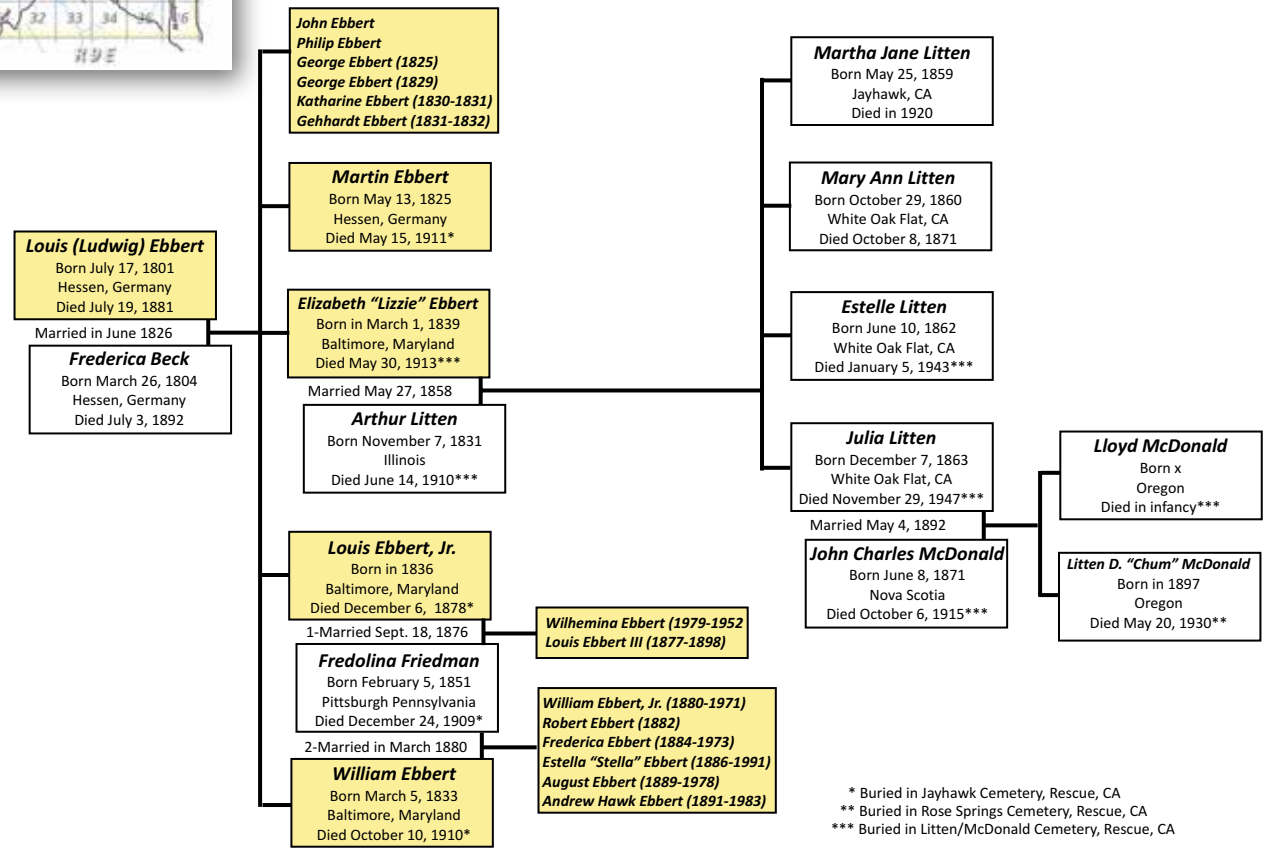 32 33 34 35 36
R 9 E
John Ebbert
Philip Ebbert
George Ebbert (1825)
George Ebbert (1829)
Katharine Ebbert (1830-1831)
Gehhardt Ebbert (1831-1832)
Martin Ebbert
Born May 13, 1825
Hessen, Germany
Died May 15, 1911*
Louis (Ludwig) Ebbert
Born July 17, 1801
Hessen, Germany
Died July 19, 1881
Married in June 1826
Frederica Beck
Born March 26, 1804
Hessen, Germany
Died July 3, 1892
Elizabeth “Lizzie” Ebbert
Born in March 1, 1839
Baltimore, Maryland
Died May 30, 1913***
Married May 27, 1858
Arthur Litten
Born November 7, 1831
Illinois
Died June 14, 1910***
Louis Ebbert, Jr.
Born in 1836
Baltimore, Maryland
Died December 6, 1878*
1-Married Sept. 18, 1876
Fredolina Friedman
Born February 5, 1851
Pittsburgh Pennsylvania
Died December 24, 1909*
2-Married in March 1880
William Ebbert
Born March 5, 1833
Baltimore, Maryland
Died October 10, 1910*
Wilhemina Ebbert (1979-1952
Louis Ebbert III (1877-1898)
William Ebbert, Jr. (1880-1971)
Robert Ebbert (1882)
Frederica Ebbert (1884-1973)
Estella “Stella” Ebbert (1886-1991)
August Ebbert (1889-1978)
Andrew Hawk Ebbert (1891-1983)
Martha Jane Litten
Born May 25, 1859
Jayhawk, CA
Died in 1920
Mary Ann Litten
Born October 29, 1860
White Oak Flat, CA
Died October 8, 1871
Estelle Litten
Born June 10, 1862
White Oak Flat, CA
Died January 5, 1943***
Julia Litten
Born December 7, 1863
White Oak Flat, CA
Died November 29, 1947***
Married May 4, 1892
John Charles McDonald
Born June 8, 1871
Nova Scotia
Died October 6, 1915***
Lloyd McDonald
Born x
Oregon
Died in infancy***
Litten D. “Chum” McDonald
Born in 1897
Oregon
Died May 20, 1930**
* Buried in Jayhawk Cemetery, Rescue, CA
** Buried in Rose Springs Cemetery, Rescue, CA
*** Buried in Litten/McDonald Cemetery, Rescue, CA